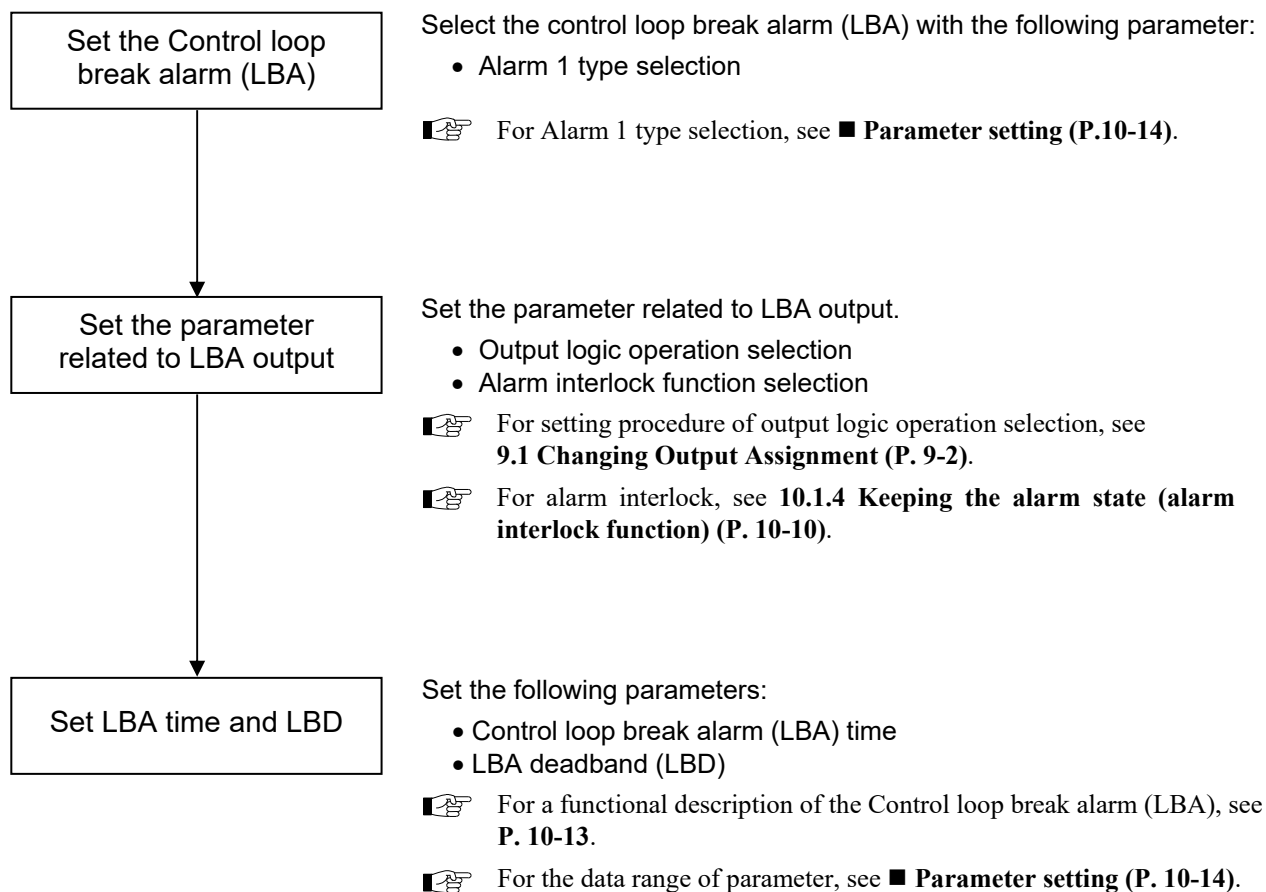 Set the Control loop
break alarm (LBA)
Select the control loop break alarm (LBA) with the following parameter:
• Alarm 1 type selection
For Alarm 1 type selection, see ■ Parameter setting (P.10-14).
Set the parameter
related to LBA output
Set the parameter related to LBA output.
• Output logic operation selection
• Alarm interlock function selection
For setting procedure of output logic operation selection, see
9.1 Changing Output Assignment (P. 9-2).
For alarm interlock, see 10.1.4 Keeping the alarm state (alarm
interlock function) (P. 10-10).
Set LBA time and LBD
Set the following parameters:
• Control loop break alarm (LBA) time
• LBA deadband (LBD)
For a functional description of the Control loop break alarm (LBA), see
P. 10-13.
For the data range of parameter, see ■ Parameter setting (P. 10-14).